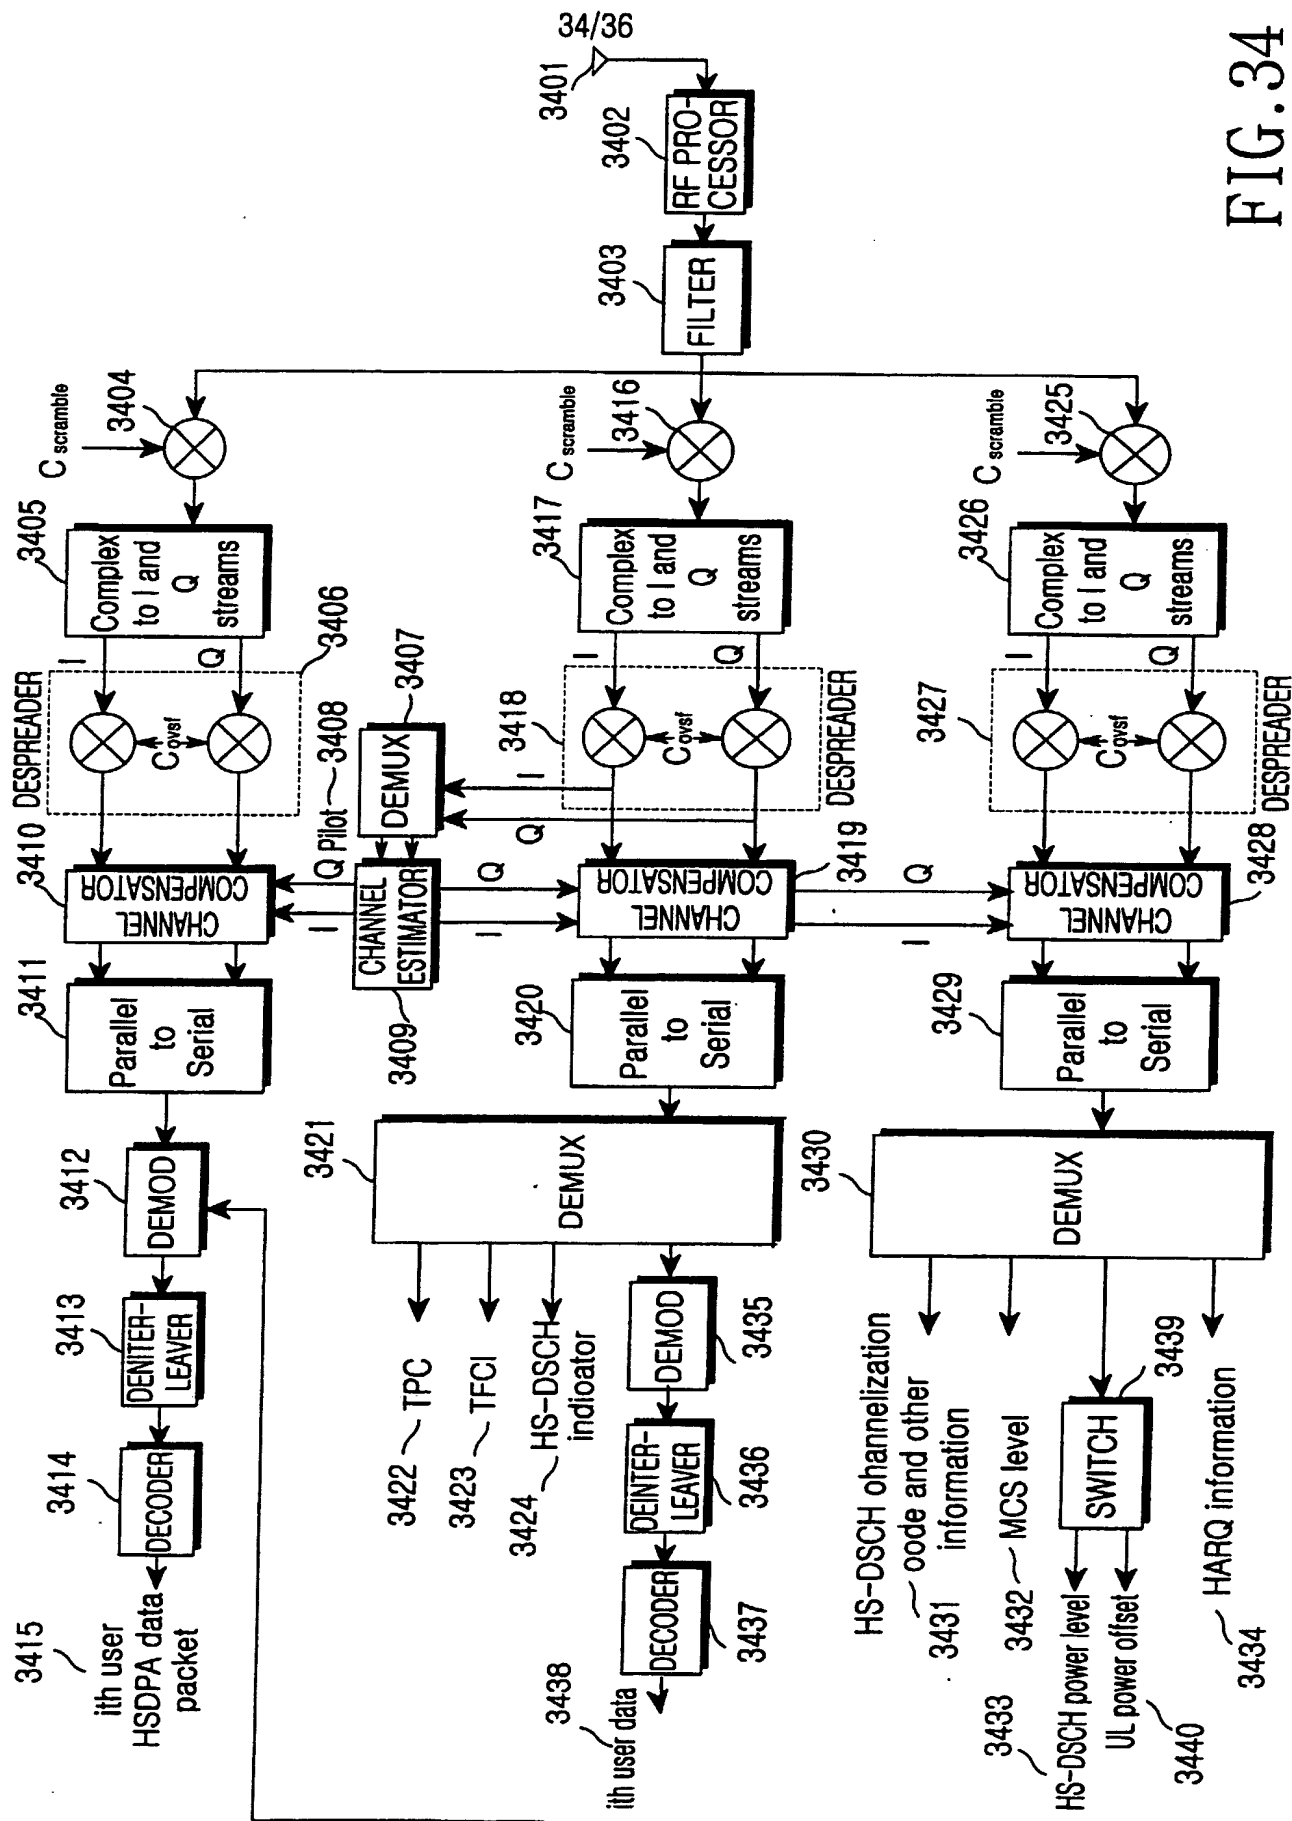 34/36
3401
3402
RF PRO-
CESSOR
3403
FILTER
C scramble
3404
3405
Complex
to I and
Q
streams
I
Q
3406
DESPREADER
Covsf
3410
CHANNEL
COMPENSATOR
3411
Parallel
to
Serial
3412
DEMOD
3413
DENITER-
LEAVER
3414
DECODER
3415
ith user
HSDPA data
packet
3407
DEMUX
Pilot
3408
I
Q
CHANNEL
ESTIMATOR
3409
Q
I
Q
I
C scramble
3416
3417
Complex
to I and
Q
streams
I
Q
3418
DESPREADER
Covsf
3419
CHANNEL
COMPENSATOR
3420
Parallel
to
Serial
3421
DEMUX
3422
TPC
3423
TFCI
3424
HS-DSCH
indioator
3435
DEMOD
3436
DEINTER-
LEAVER
3437
DECODER
3438
ith user data
C scramble
3425
3426
Complex
to I and
Q
streams
I
Q
3427
DESPREADER
Covsf
Q
I
3428
CHANNEL
COMPENSATOR
3429
Parallel
to
Serial
3430
DEMUX
HS-DSCH ohannelization
oode and other
information
3431
3432
MCS level
3439
SWITCH
3433
HS-DSCH power level
UL power offset
3440
HARQ information
3434
FIG.34